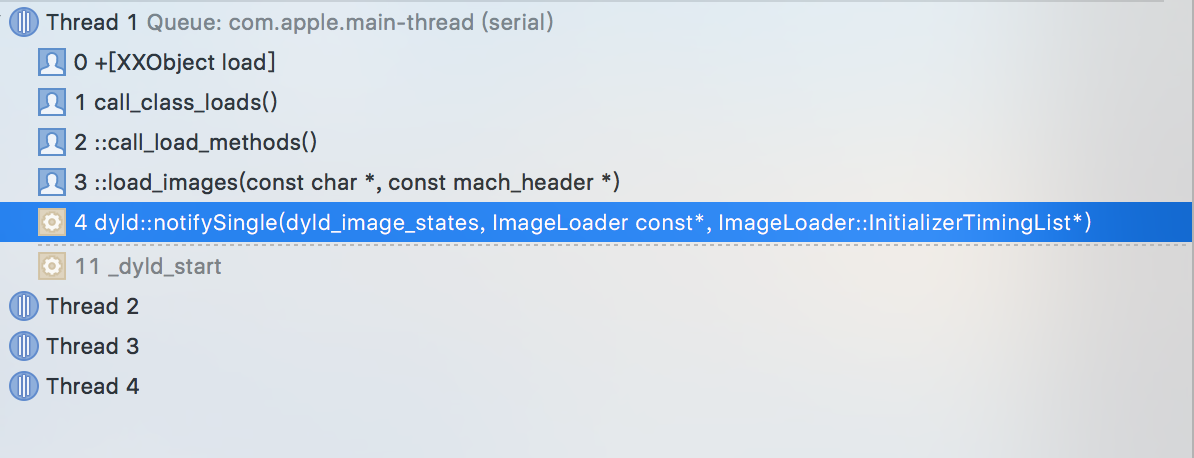 Thread 1 Queue: com.apple.main-thread (serial)
0 +[XXObject load]
1 call_class_loads()
2 ::call_load_methods()
3 ::load_images(const char *, const mach_header *)
4 dyld::notifySingle(dyld_image_states, ImageLoader const*, ImageLoader::InitializerTimingList*)
11 _dyld_start
Thread 2
Thread 3
Thread 4